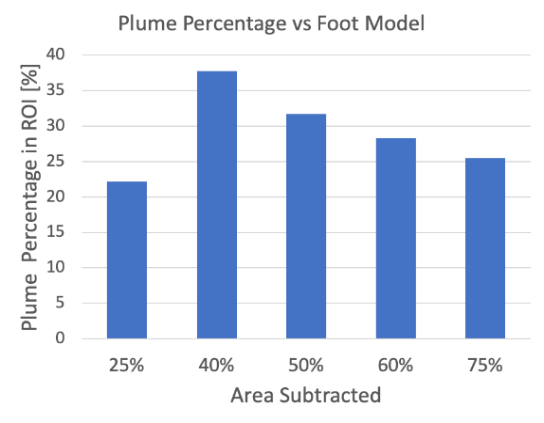 Plume Percentage vs Foot Model
Plume Percentage in ROI [%]
40
35
30
25
20
15
10
5
0
25% 40% 50% 60% 75%
Area Subtracted